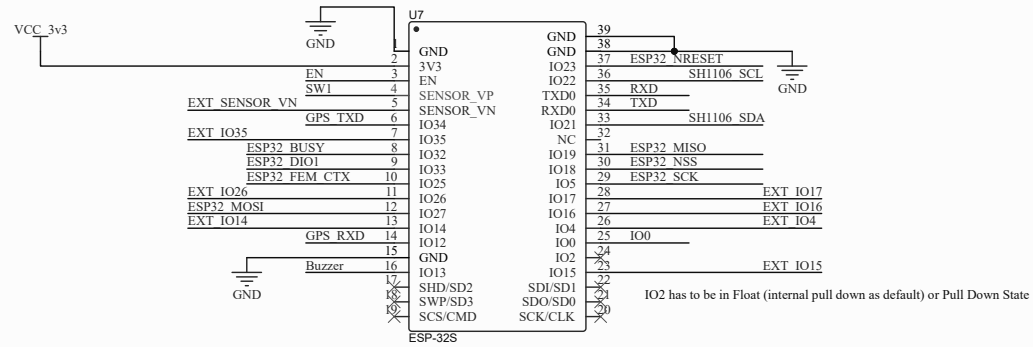 U7
VCC_3v3
GND
1 GND
2 3V3
EN 3 EN
SW1 4 SENSOR_VP
EXT_SENSOR_VN 5 SENSOR_VN
GPS_TXD 6 IO34
EXT_IO35 7 IO35
ESP32_BUSY 8 IO32
ESP32_DIO1 9 IO33
ESP32_FEM_CTX 10 IO25
EXT_IO26 11 IO26
ESP32_MOSI 12 IO27
EXT_IO14 13 IO14
GPS_RXD 14 IO12
15 GND
Buzzer 16 IO13
GND
17 SHD/SD2
18 SWP/SD3
19 SCS/CMD
GND 39
GND 38
IO23 37 ESP32_NRESET
IO22 36 SH1106_SCL
GND
TXD0 35 RXD
RXD0 34 TXD
IO21 33 SH1106_SDA
NC 32
IO19 31 ESP32_MISO
IO18 30 ESP32_NSS
IO5 29 ESP32_SCK
IO17 28 EXT_IO17
IO16 27 EXT_IO16
IO4 26 EXT_IO4
IO0 25 IO0
IO2 24
IO15 23 EXT_IO15
SDI/SD1 22
SDO/SD0 21
SCK/CLK 20
IO2 has to be in Float (internal pull down as default) or Pull Down State
ESP-32S